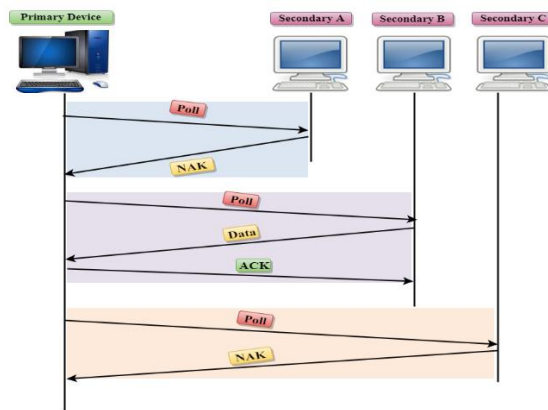 Primary Device
Secondary A
Secondary B
Secondary C
Poll
NAK
Poll
Data
ACK
Poll
NAK